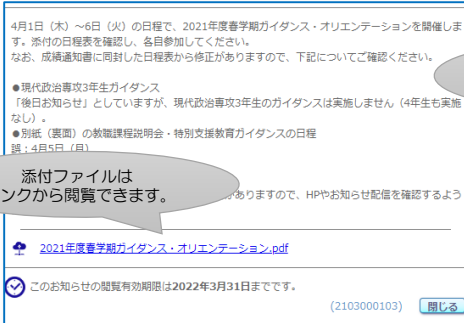 4月1日（木）～6日（火）の日程で、2021年度春学期ガイダンス・オリエンテーションを開催しま
す。添付の日程表を確認し、各自参加してください。
なお、成績通知書に同封した日程表から修正がありますので、下記についてご確認ください。
●現代政治専攻3年生ガイダンス
「後日お知らせ」としていますが、現代政治専攻3年生のガイダンスは実施しません（4年生も実施
なし）。
●別紙（裏面）の教職課程説明会・特別支援教育ガイダンスの日程
誤：4月5日（月）
添付ファイルは
ンクから閲覧できます。
がありますので、HPやお知らせ配信を確認するよう
2021年度春学期ガイダンス・オリエンテーション.pdf
このお知らせの閲覧有効期限は2022年3月31日までです。
(2103000103) 閉じる